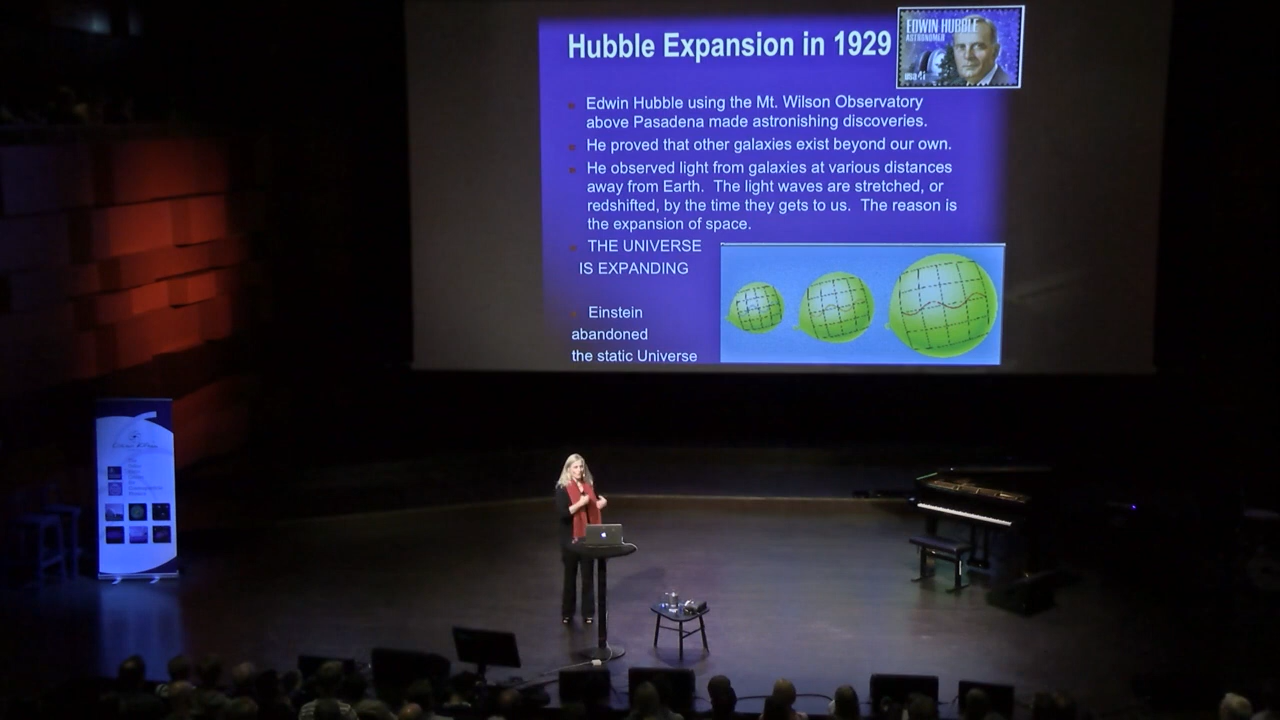 Hubble Expansion in 1929
EDWIN HUBBLE
ASTRONOMER
Edwin Hubble using the Mt. Wilson Observatory
above Pasadena made astronishing discoveries.
He proved that other galaxies exist beyond our own.
He observed light from galaxies at various distances
away from Earth. The light waves are stretched, or
redshifted, by the time they gets to us. The reason is
the expansion of space.
THE UNIVERSE
IS EXPANDING
Einstein
abandoned
the static Universe